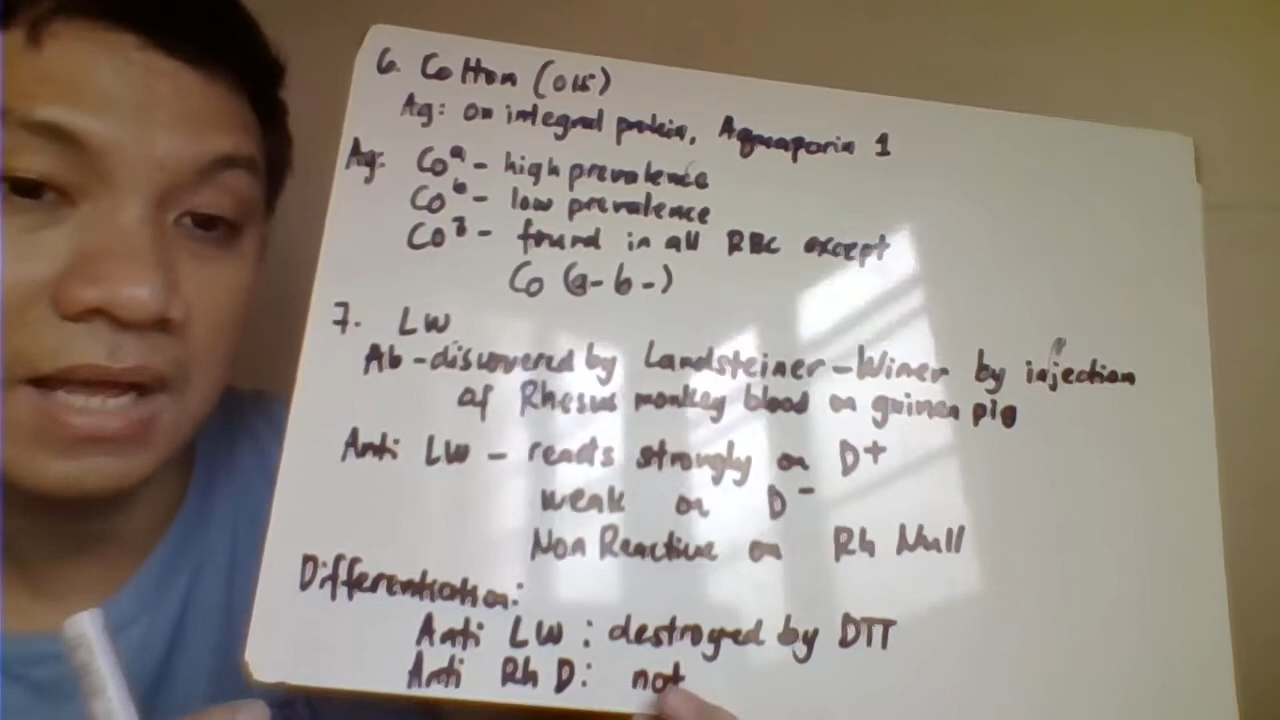 6. Colton (015)
Ag: on integral protein, Aquaporin 1
Ag: Coᵃ - high prevalence
Coᵇ - low prevalence
Co³ - found in all RBC except
Co (a- b-)
7. LW
Ab - discovered by Landsteiner-Winer by injection
of Rhesus monkey blood on guinea pig
Anti LW - reacts strongly on D+
weak on D-
Non Reactive on Rh Null
Differentiation:
Anti LW : destroyed by DTT
Anti Rh D: not